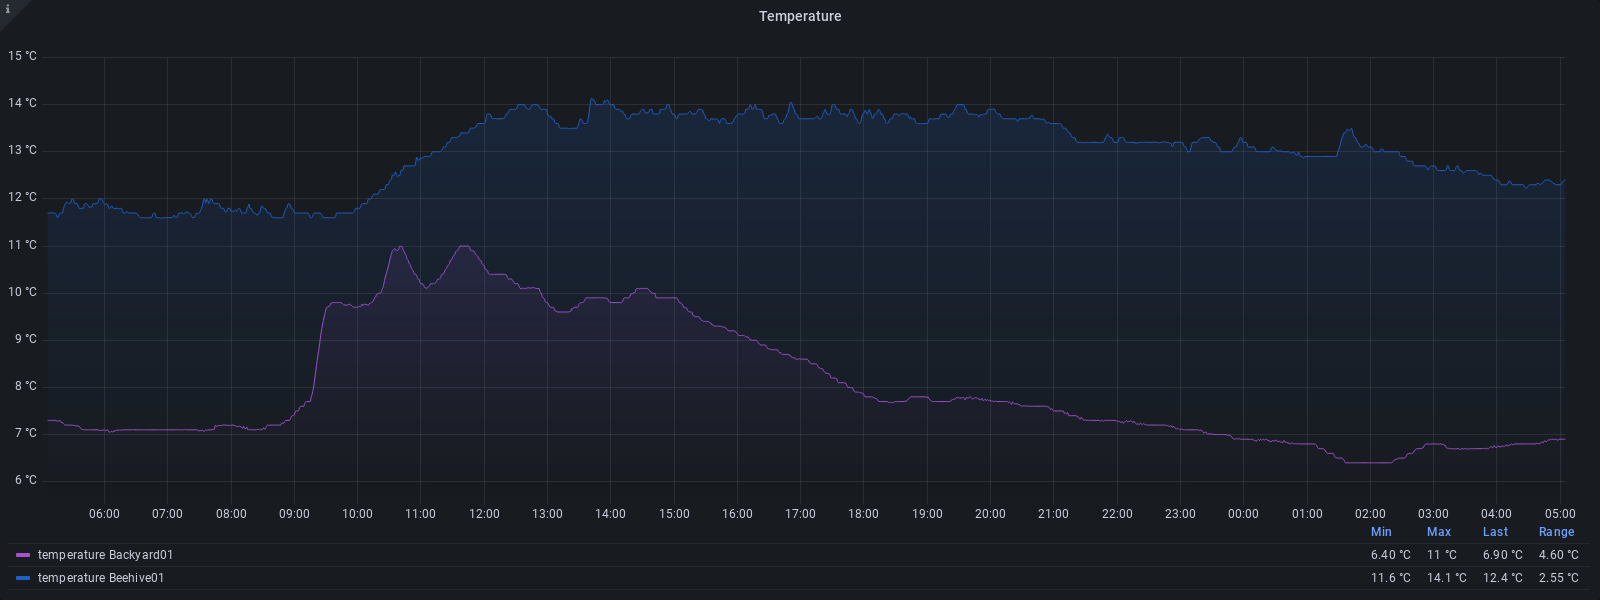 i
Temperature
15 °C
14 °C
13 °C
12 °C
11 °C
10 °C
9 °C
8 °C
7 °C
6 °C
06:00 07:00 08:00 09:00 10:00 11:00 12:00 13:00 14:00 15:00 16:00 17:00 18:00 19:00 20:00 21:00 22:00 23:00 00:00 01:00 02:00 03:00 04:00 05:00
Min Max Last Range
temperature Backyard01 6.40 °C 11 °C 6.90 °C 4.60 °C
temperature Beehive01 11.6 °C 14.1 °C 12.4 °C 2.55 °C